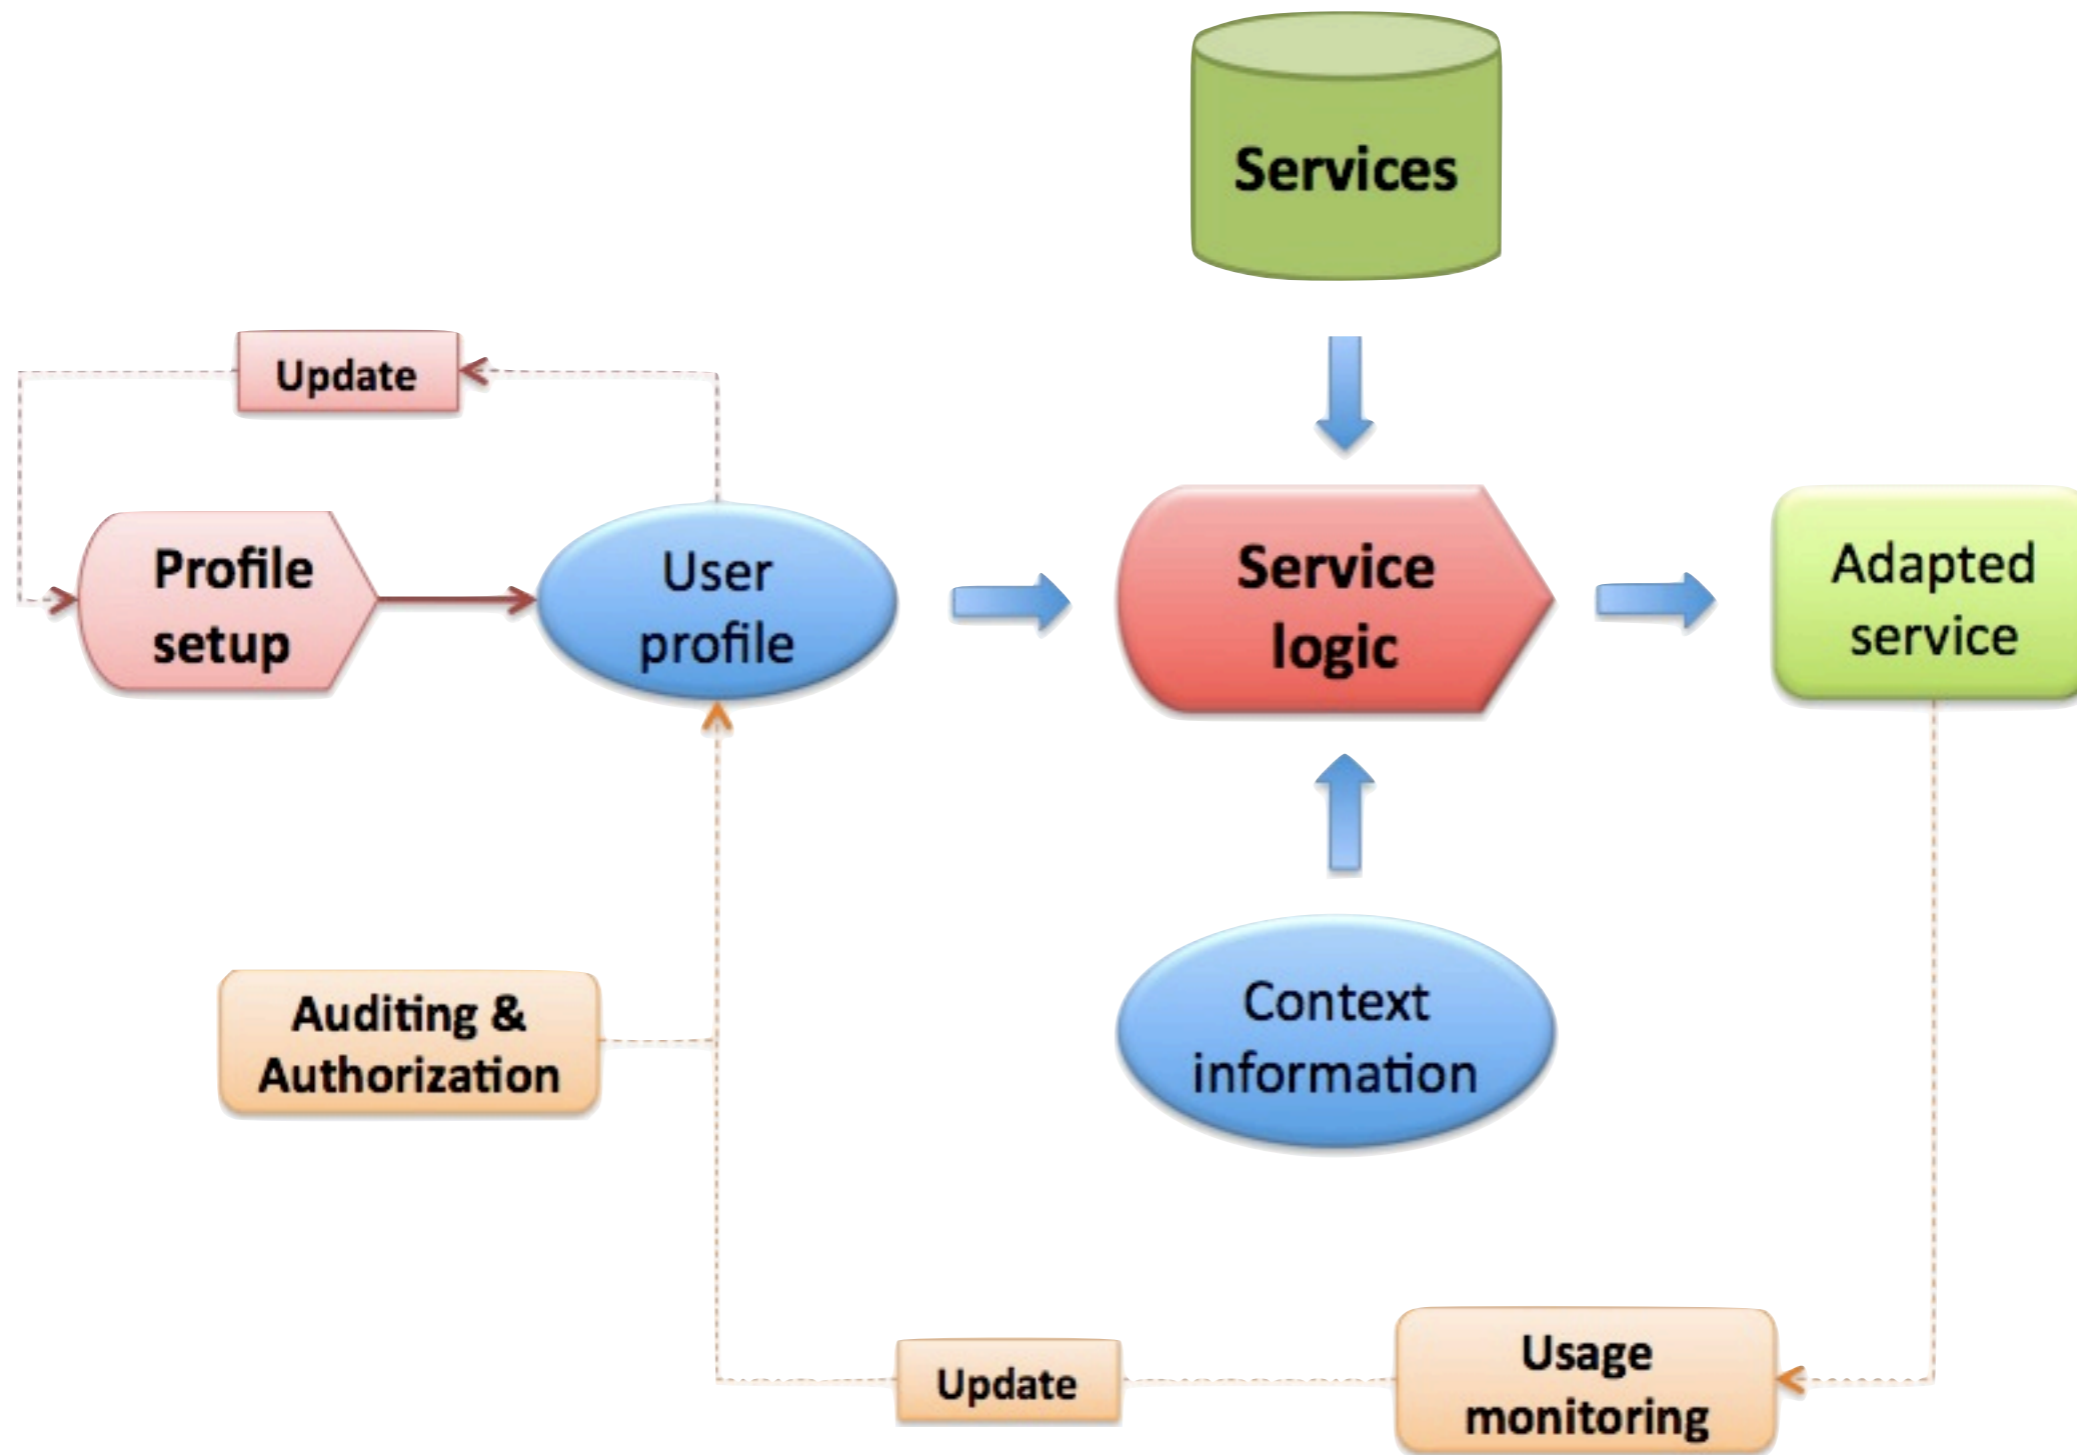 Services
Update
Profile
setup
User
profile
Service
logic
Adapted
service
Auditing &
Authorization
Context
information
Update
Usage
monitoring